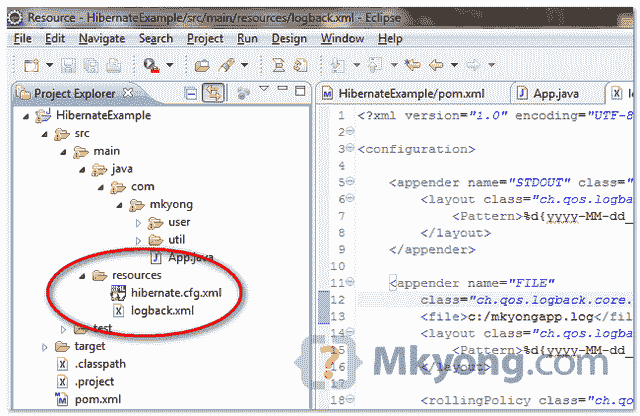 Resource - HibernateExample/src/main/resources/logback.xml - Eclipse
File Edit Navigate Search Project Run Design Window Help
Project Explorer
HibernateExample
src
main
java
com
mkyong
user
util
App.java
resources
hibernate.cfg.xml
logback.xml
test
target
.classpath
.project
pom.xml
HibernateExample/pom.xml
App.java
1 <?xml version="1.0" encoding="UTF-8
2
3 <configuration>
4
5 <appender name="STDOUT" class="
6 <layout class="ch.qos.logba
7 <Pattern>%d{yyyy-MM-dd_
8 </layout>
9 </appender>
10
11 <appender name="FILE"
12 class="ch.qos.logback.core.
13 <file>c:/mkyongapp.log</fil
14 <layout class="ch.qos.logba
15 %d{yyyy-MM-dd_
16 </layout>
17
18 <rollingPolicy class="ch.qo
Mkyong.com